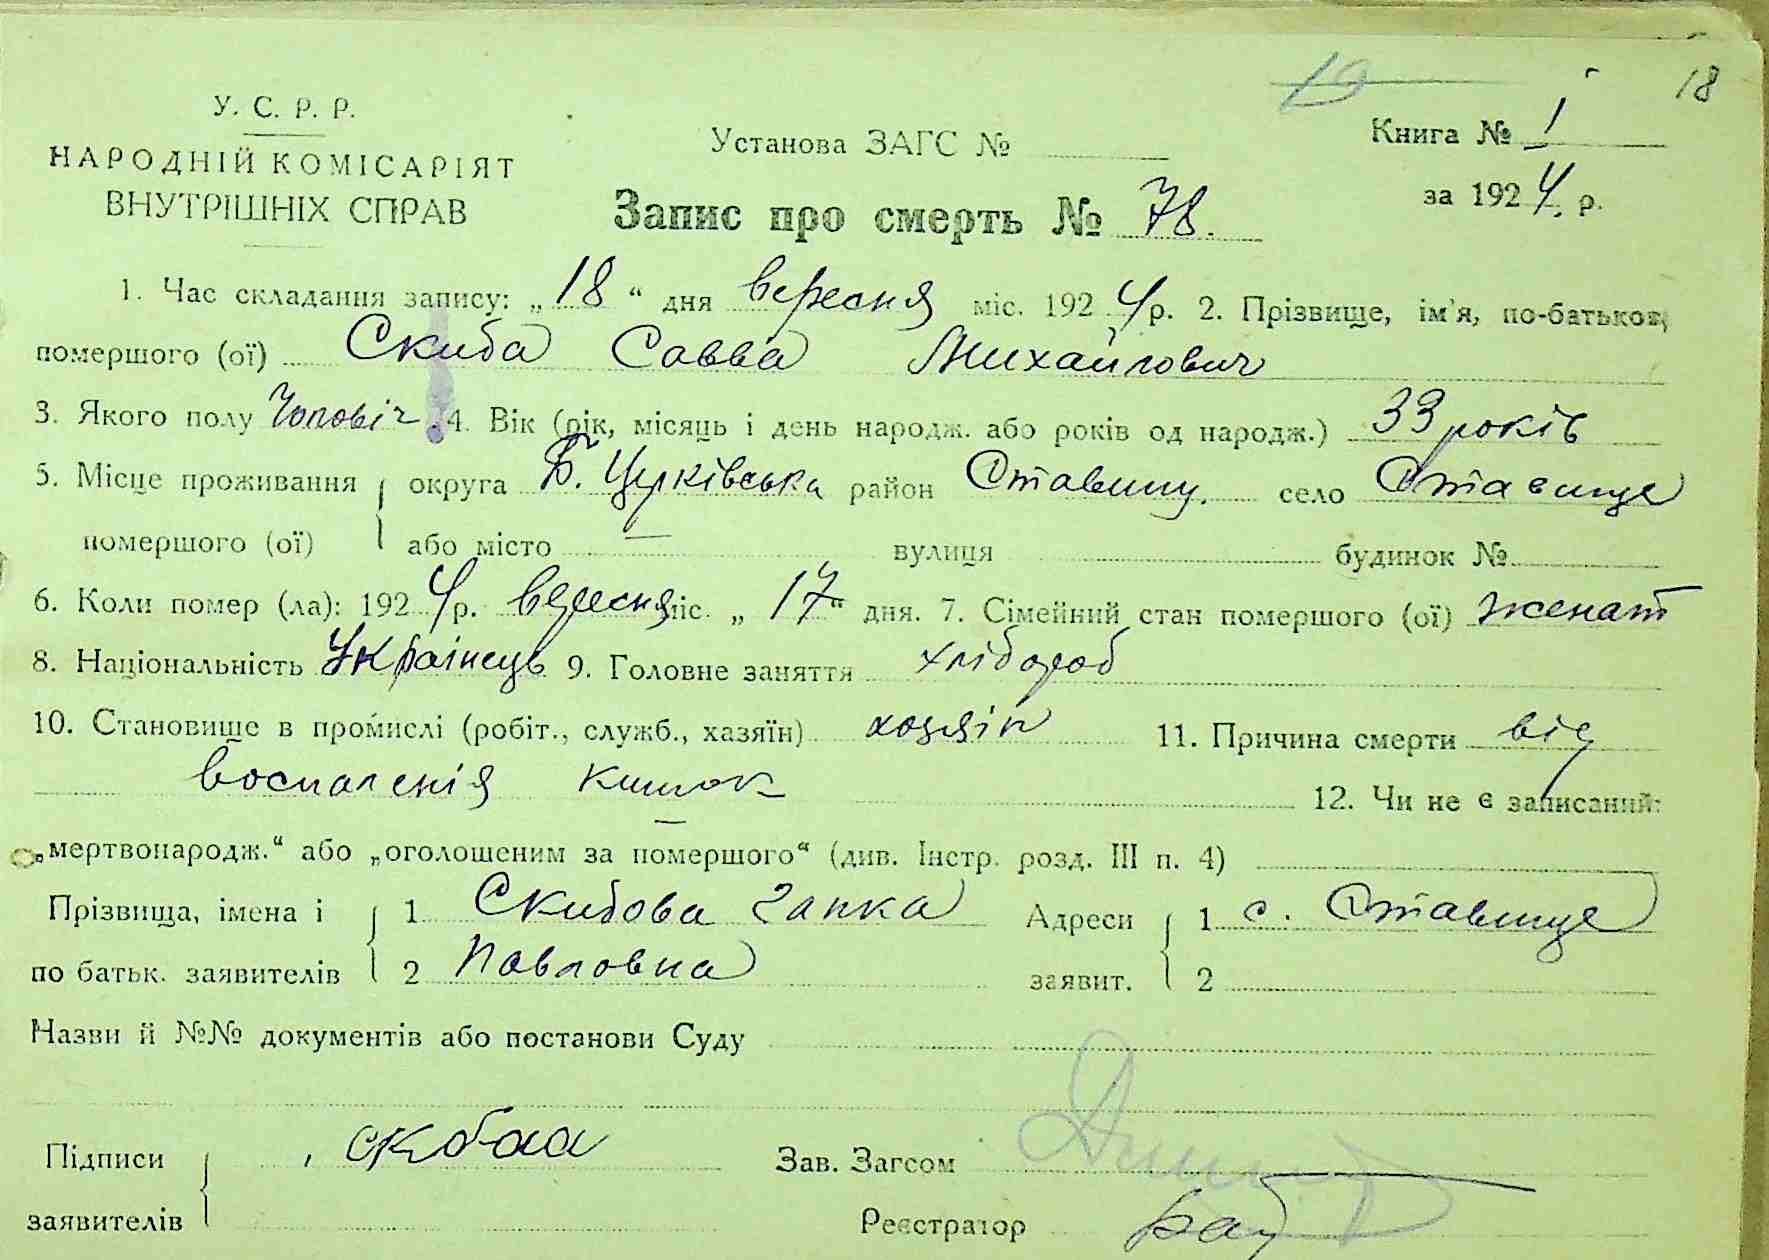 18
У. С. Р. Р.
НАРОДНІЙ КОМІСАРІЯТ
ВНУТРІШНІХ СПРАВ
Установа ЗАГС №
Книга № 1
за 1924 р.
Запис про смерть № 78.
1. Час складання запису: „18“ дня вересня міс. 1924 р. 2. Прізвище, ім'я, по-батькові
помершого (ої) Скиба Савва Михайлович
3. Якого полу Чоловіч. 4. Вік (рік, місяць і день народж. або років од народж.) 33 років
5. Місце проживання округа Б. Церківська район Ставищ. село Ставище
помершого (ої) або місто — вулиця будинок №
6. Коли помер (ла): 1924 р. вересня міс. „17“ дня. 7. Сімейний стан помершого (ої) женат
8. Національність Українець 9. Головне заняття хлібороб
10. Становище в промислі (робіт., служб., хазяїн) хозяін 11. Причина смерти від
воспаленія кишок 12. Чи не є записаний:
„мертвонародж.“ або „оголошеним за помершого“ (див. Інстр. розд. III п. 4) —
Прізвища, імена і 1 Скибова Ганка Адреси 1 с. Ставище
по батьк. заявителів 2 Павловна заявит. 2
Назви й №№ документів або постанови Суду
Підписи Зав. Загсом
заявителів Реєстратор